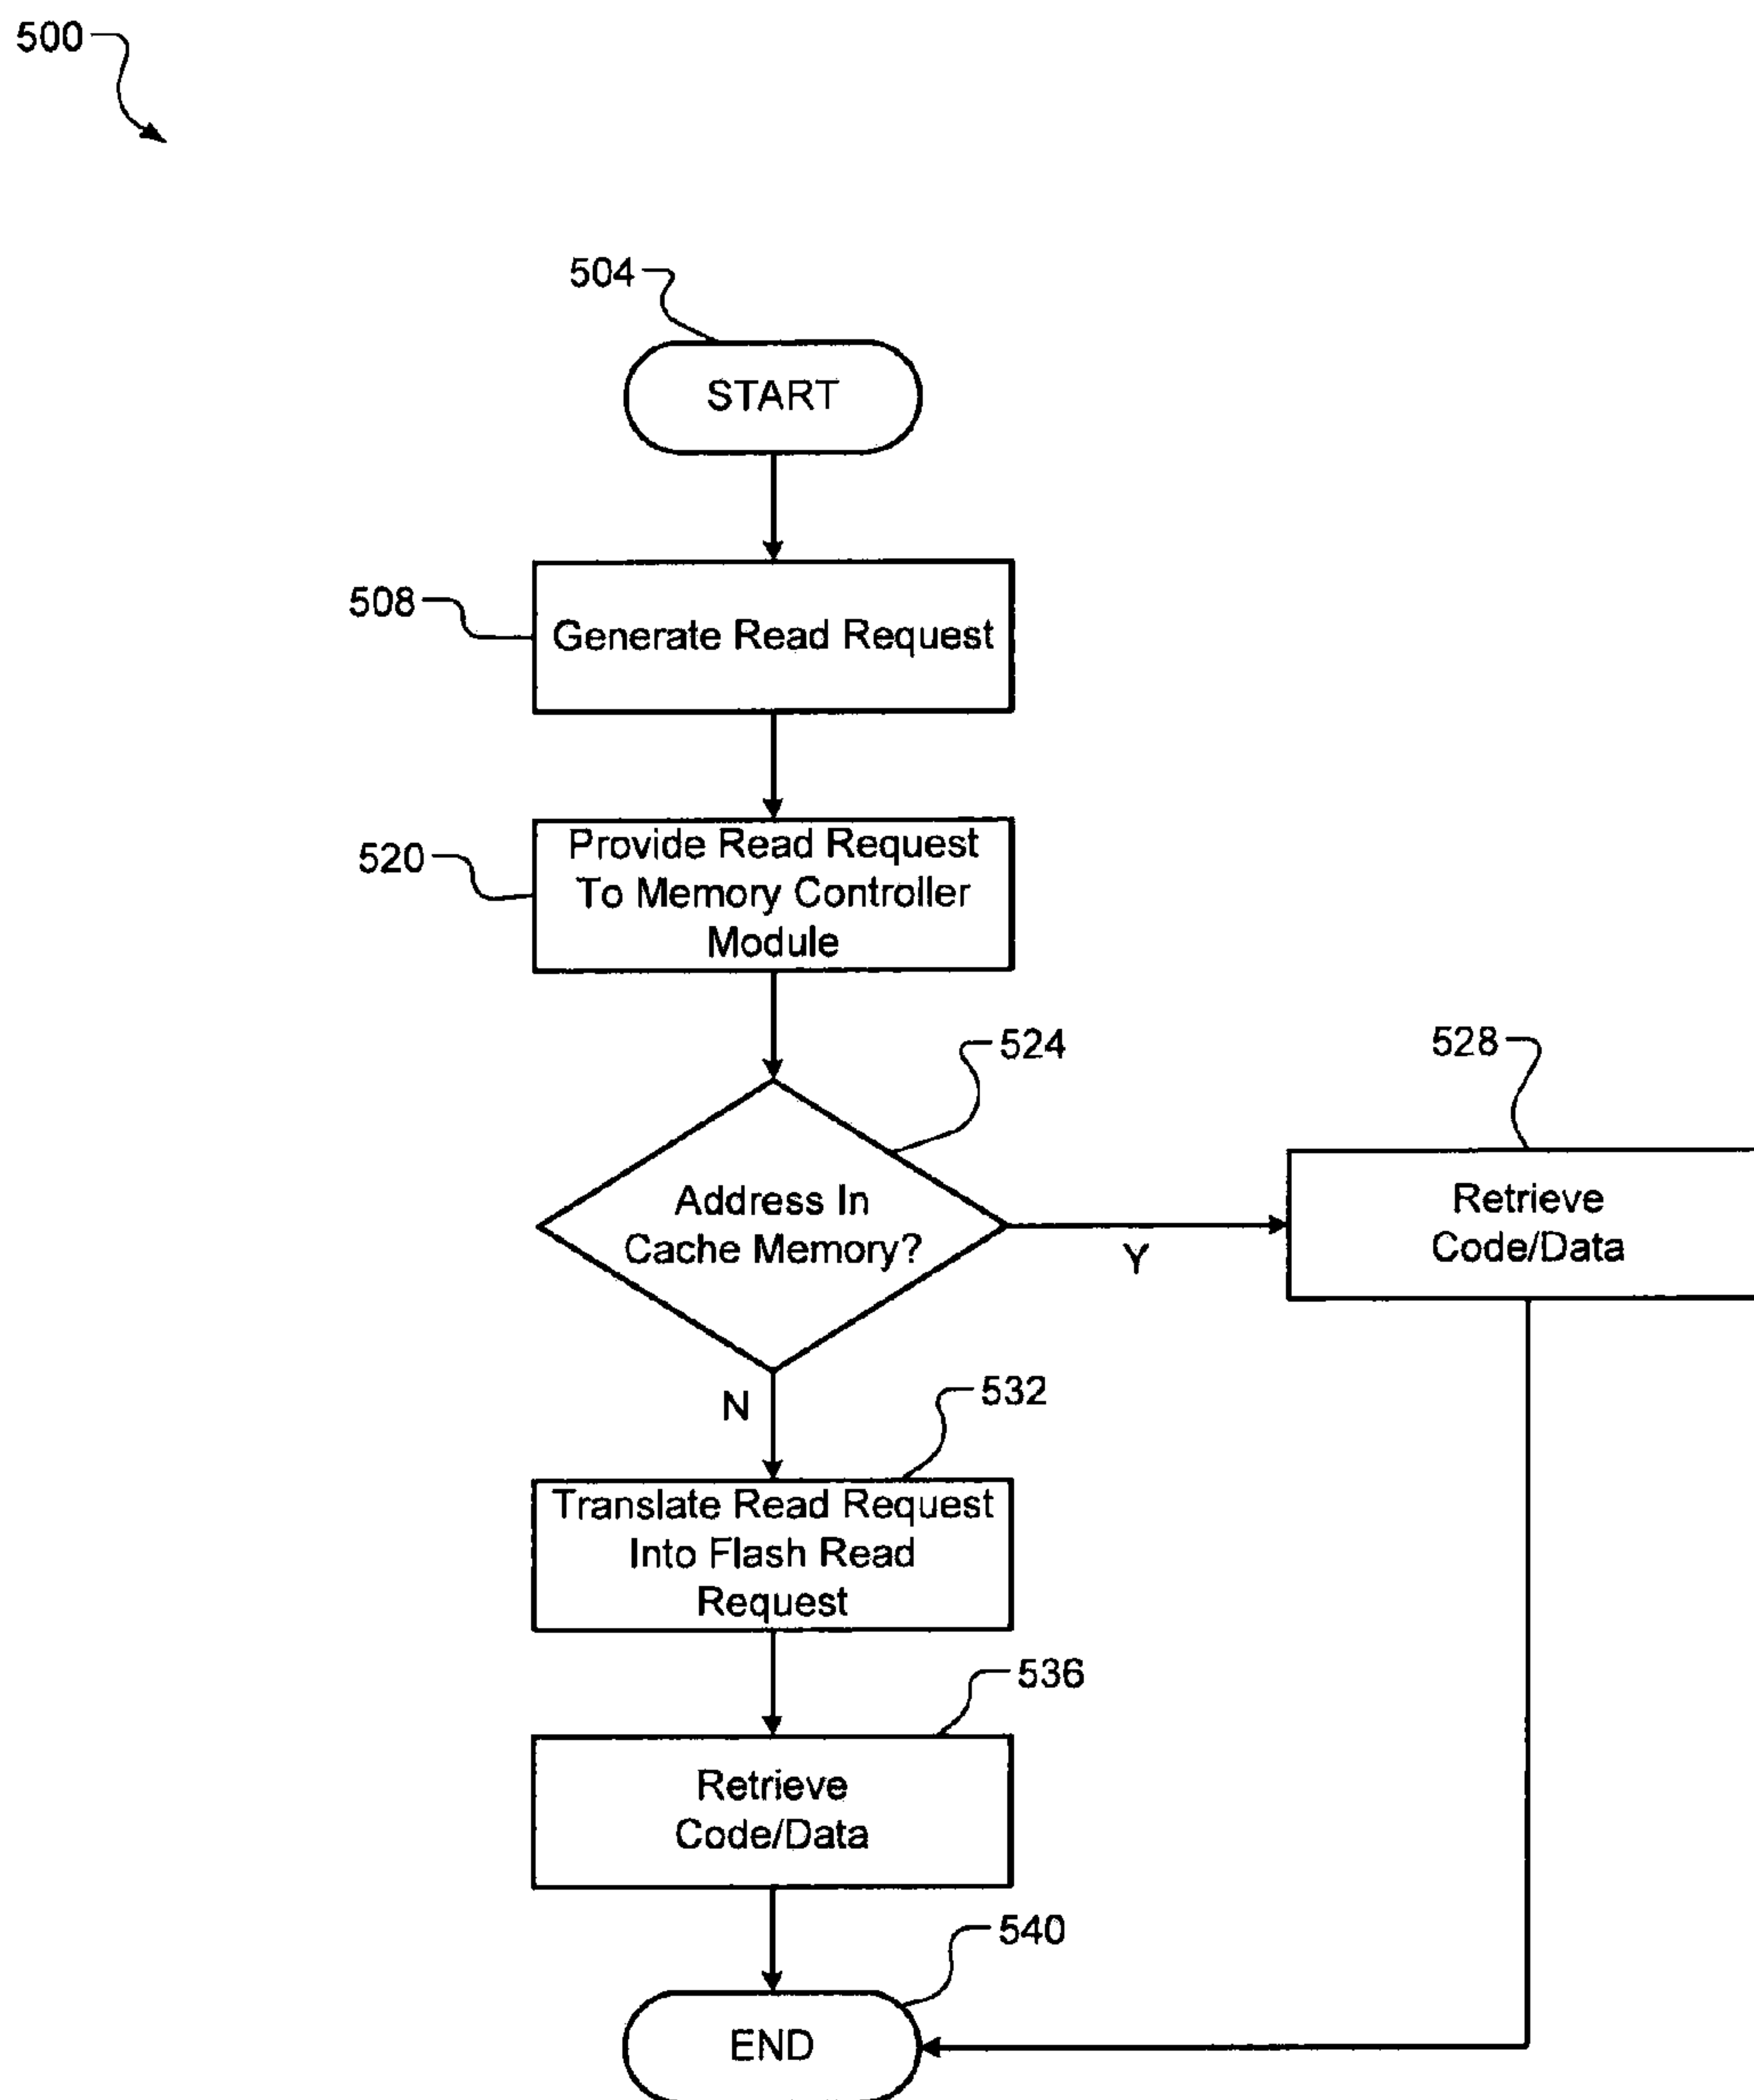 500
504
START
508
Generate Read Request
520
Provide Read Request
To Memory Controller
Module
524
528
Address In
Cache Memory?
Y
Retrieve
Code/Data
N
532
Translate Read Request
Into Flash Read
Request
536
Retrieve
Code/Data
540
END